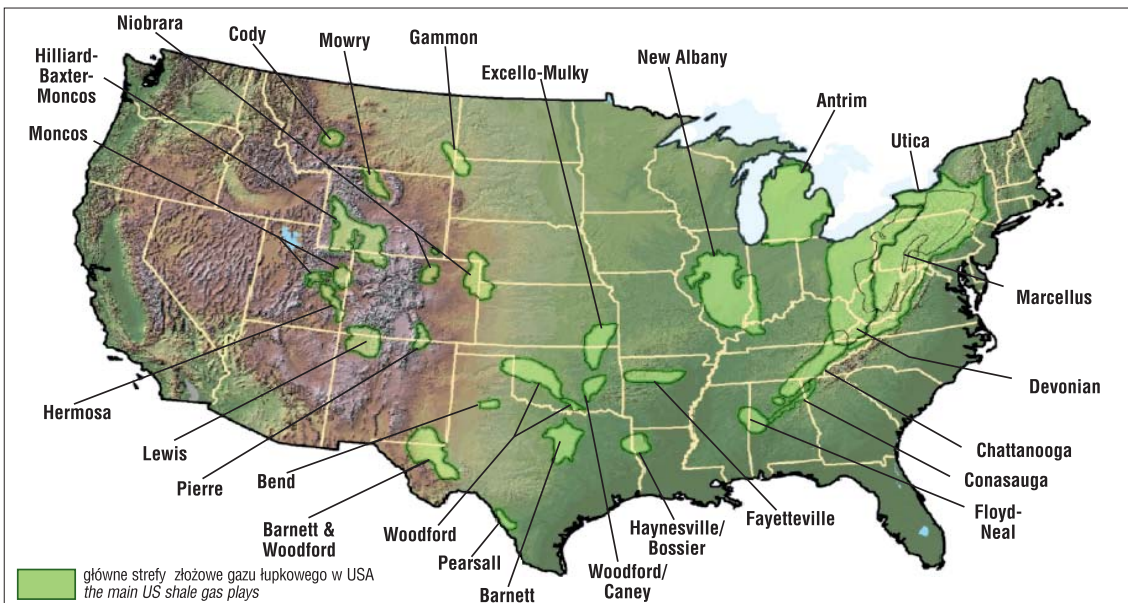 Niobrara
Cody
Mowry
Gammon
Hilliard-
Baxter-
Moncos
Excello-Mulky
New Albany
Antrim
Moncos
Utica
Marcellus
Devonian
Hermosa
Lewis
Pierre
Bend
Chattanooga
Conasauga
Floyd-
Neal
Barnett &
Woodford
Woodford
Pearsall
Barnett
Haynesville/
Bossier
Woodford/
Caney
Fayetteville
główne strefy złożowe gazu łupkowego w USA
the main US shale gas plays